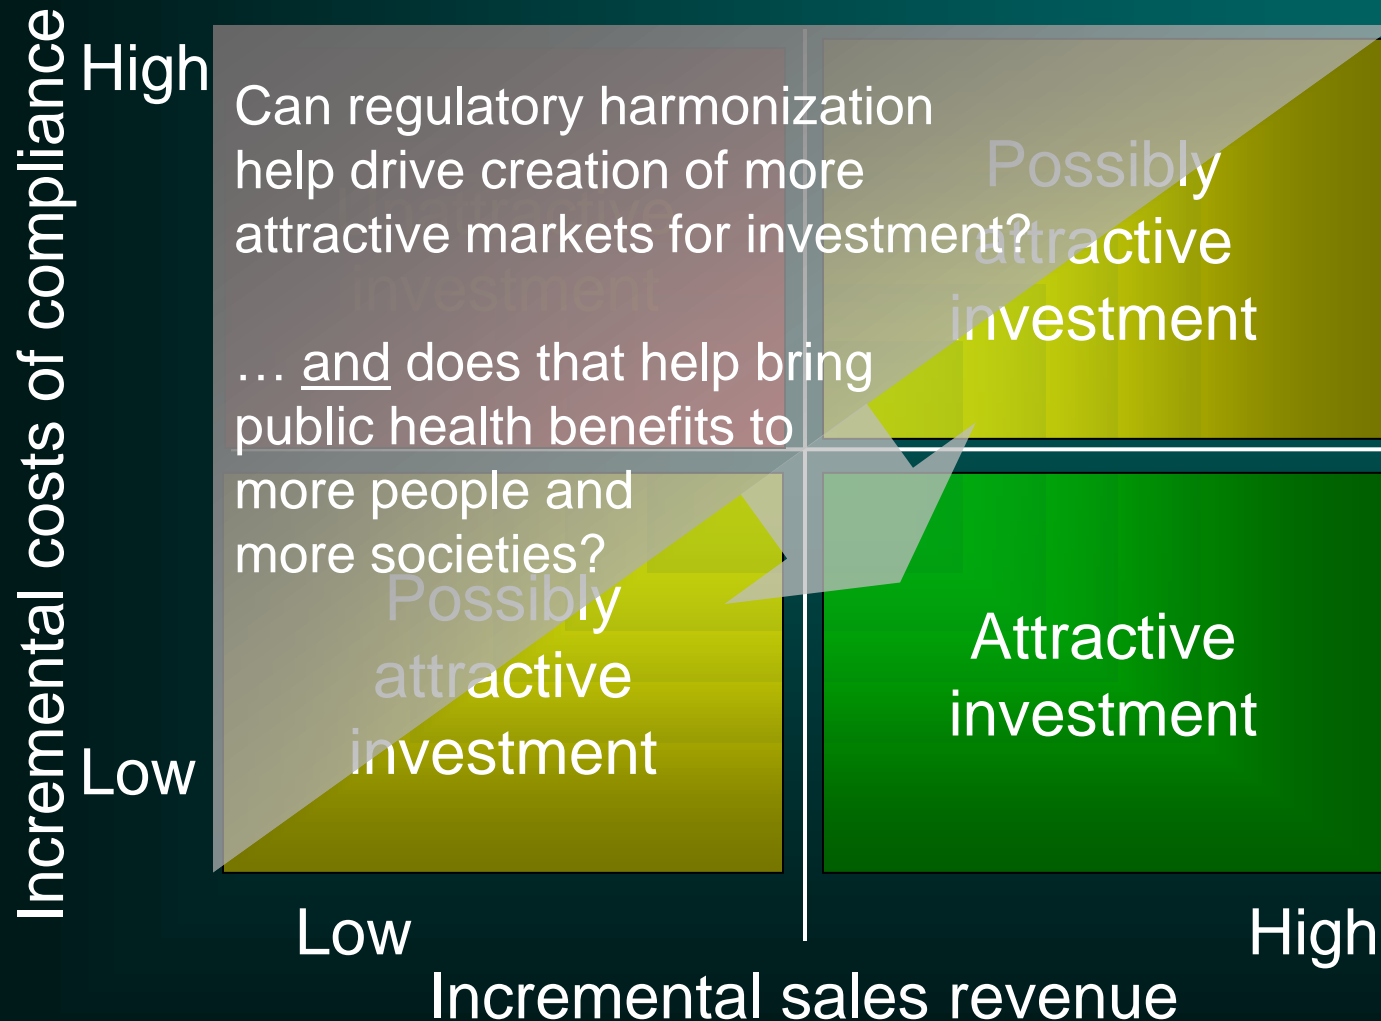 Incremental costs of compliance
High
Can regulatory harmonization
help drive creation of more
attractive markets for investment?
… and does that help bring
public health benefits to
more people and
more societies?
investment
Possibly
attractive
investment
Possibly
attractive
investment
Attractive
investment
Low
Low
High
Incremental sales revenue